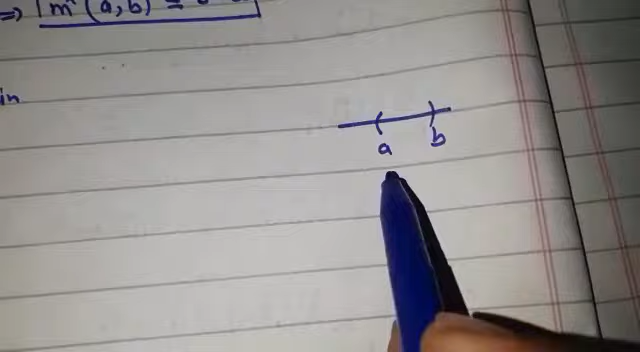 ⇒ m*(a,b) =
in
( )
a b